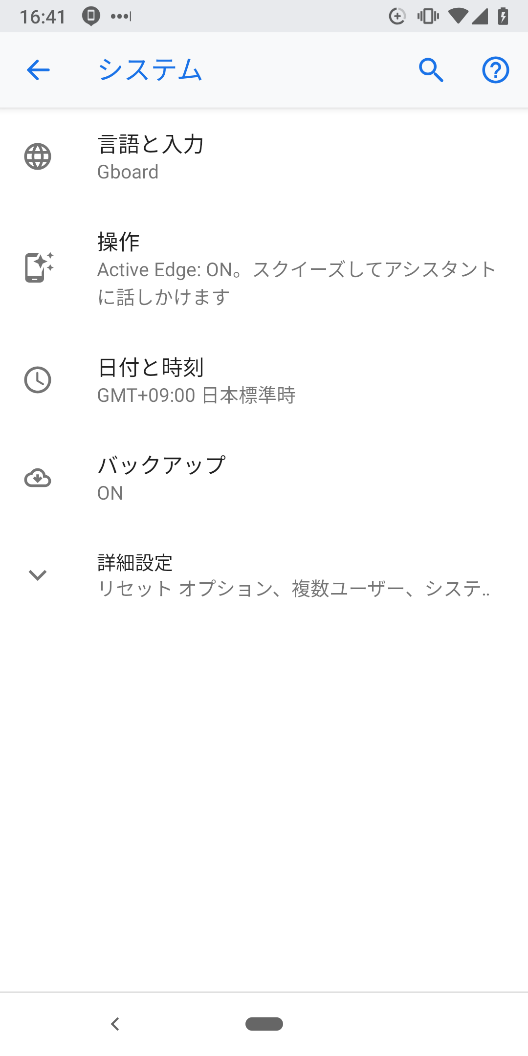 16:41
システム
言語と入力
Gboard
操作
Active Edge: ON。スクイーズしてアシスタント
に話しかけます
日付と時刻
GMT+09:00 日本標準時
バックアップ
ON
詳細設定
リセット オプション、複数ユーザー、システ..